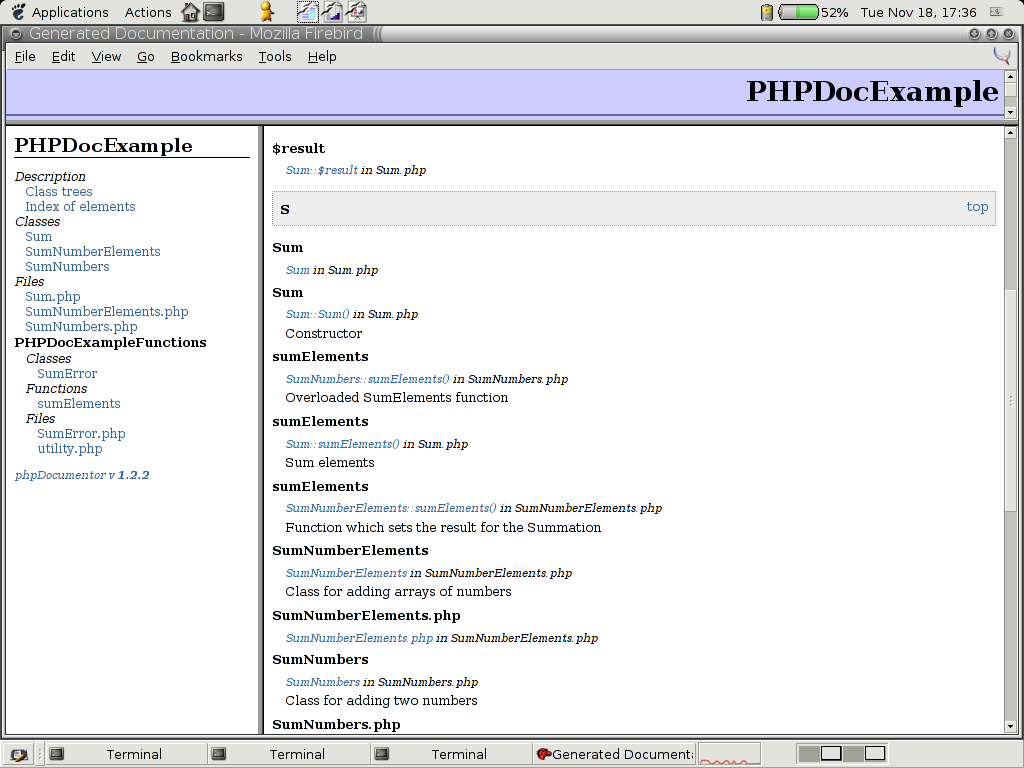 Applications Actions 52% Tue Nov 18, 17:36
Generated Documentation - Mozilla Firebird
File Edit View Go Bookmarks Tools Help
PHPDocExample
PHPDocExample
Description
Class trees
Index of elements
Classes
Sum
SumNumberElements
SumNumbers
Files
Sum.php
SumNumberElements.php
SumNumbers.php
PHPDocExampleFunctions
Classes
SumError
Functions
sumElements
Files
SumError.php
utility.php
phpDocumentor v 1.2.2
$result
Sum::$result in Sum.php
s top
Sum
Sum in Sum.php
Sum
Sum::Sum() in Sum.php
Constructor
sumElements
SumNumbers::sumElements() in SumNumbers.php
Overloaded SumElements function
sumElements
Sum::sumElements() in Sum.php
Sum elements
sumElements
SumNumberElements::sumElements() in SumNumberElements.php
Function which sets the result for the Summation
SumNumberElements
SumNumberElements in SumNumberElements.php
Class for adding arrays of numbers
SumNumberElements.php
SumNumberElements.php in SumNumberElements.php
SumNumbers
SumNumbers in SumNumbers.php
Class for adding two numbers
SumNumbers.php
Terminal Terminal Terminal Generated Document